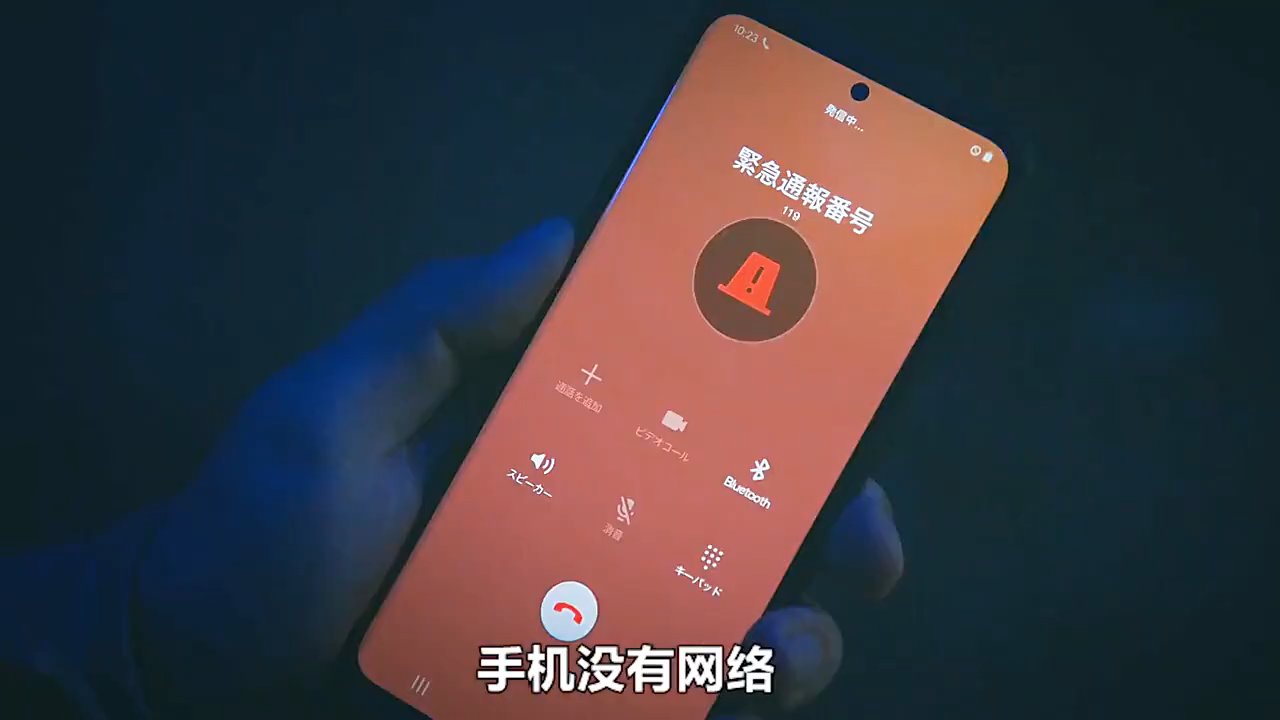 10:23
発信中...
緊急通報番号
119
通話を追加
ビデオコール
Bluetooth
スピーカー
消音
キーパッド
手机没有网络